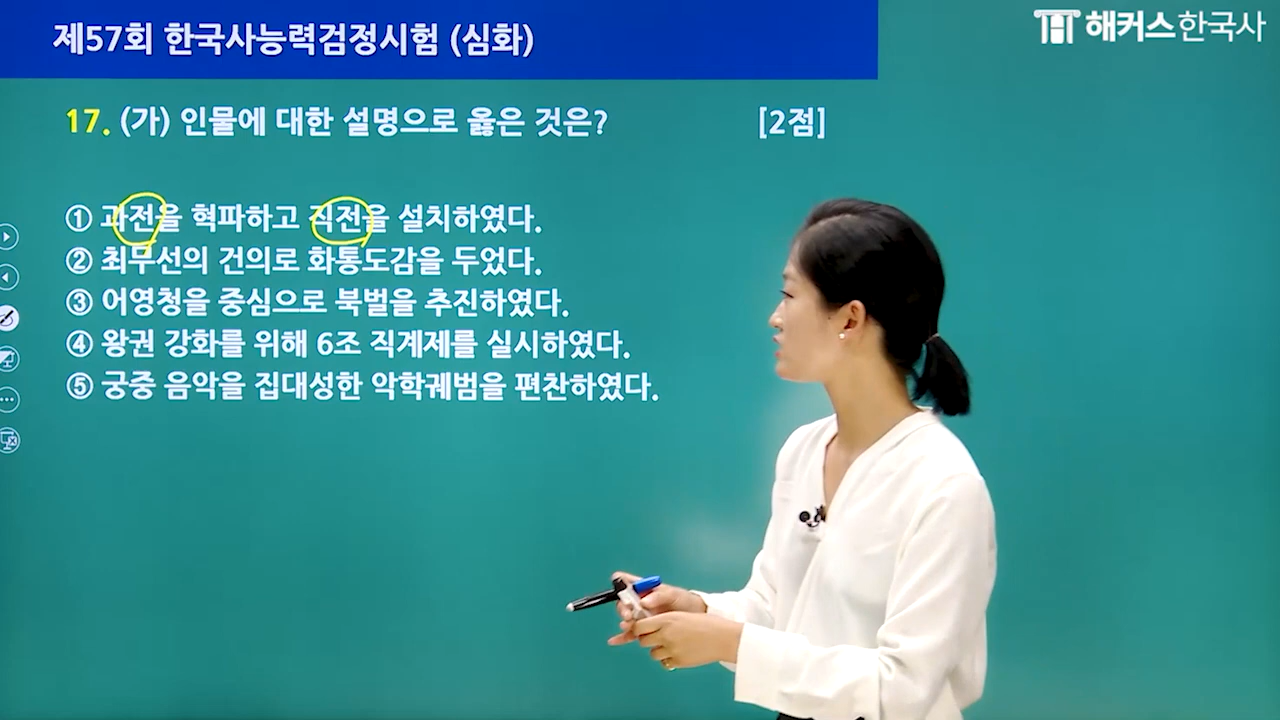 제57회 한국사능력검정시험 (심화)
해커스한국사
17. (가) 인물에 대한 설명으로 옳은 것은? [2점]
① 과전을 혁파하고 직전을 설치하였다.
② 최무선의 건의로 화통도감을 두었다.
③ 어영청을 중심으로 북벌을 추진하였다.
④ 왕권 강화를 위해 6조 직계제를 실시하였다.
⑤ 궁중 음악을 집대성한 악학궤범을 편찬하였다.